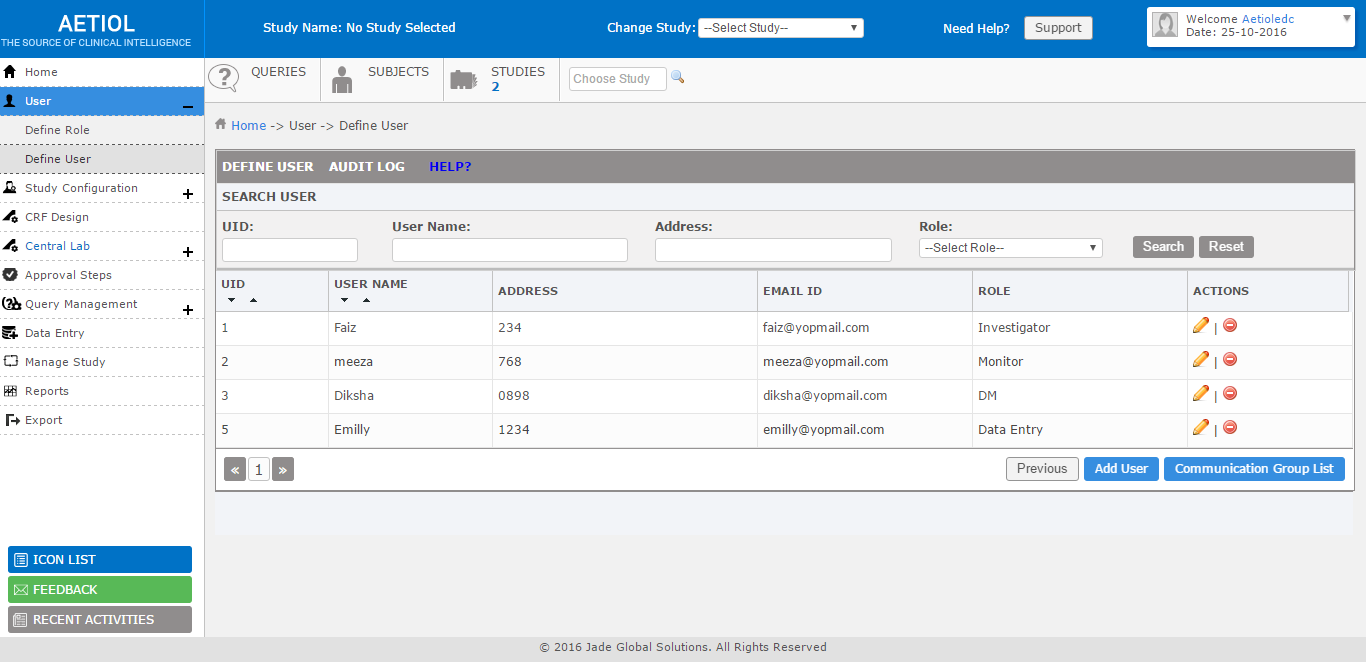 AETIOL
THE SOURCE OF CLINICAL INTELLIGENCE
Study Name: No Study Selected
Change Study: --Select Study--
Need Help? Support
Welcome Aetioledc
Date: 25-10-2016
Home
User
Define Role
Define User
Study Configuration
CRF Design
Central Lab
Approval Steps
Query Management
Data Entry
Manage Study
Reports
Export
ICON LIST
FEEDBACK
RECENT ACTIVITIES
QUERIES
SUBJECTS
STUDIES
2
Choose Study
Home -> User -> Define User
DEFINE USER AUDIT LOG HELP?
SEARCH USER
UID: User Name: Address: Role:
--Select Role-- Search Reset
UID USER NAME ADDRESS EMAIL ID ROLE ACTIONS
1 Faiz 234 faiz@yopmail.com Investigator |
2 meeza 768 meeza@yopmail.com Monitor |
3 Diksha 0898 diksha@yopmail.com DM |
5 Emilly 1234 emilly@yopmail.com Data Entry |
« 1 » Previous Add User Communication Group List
© 2016 Jade Global Solutions. All Rights Reserved